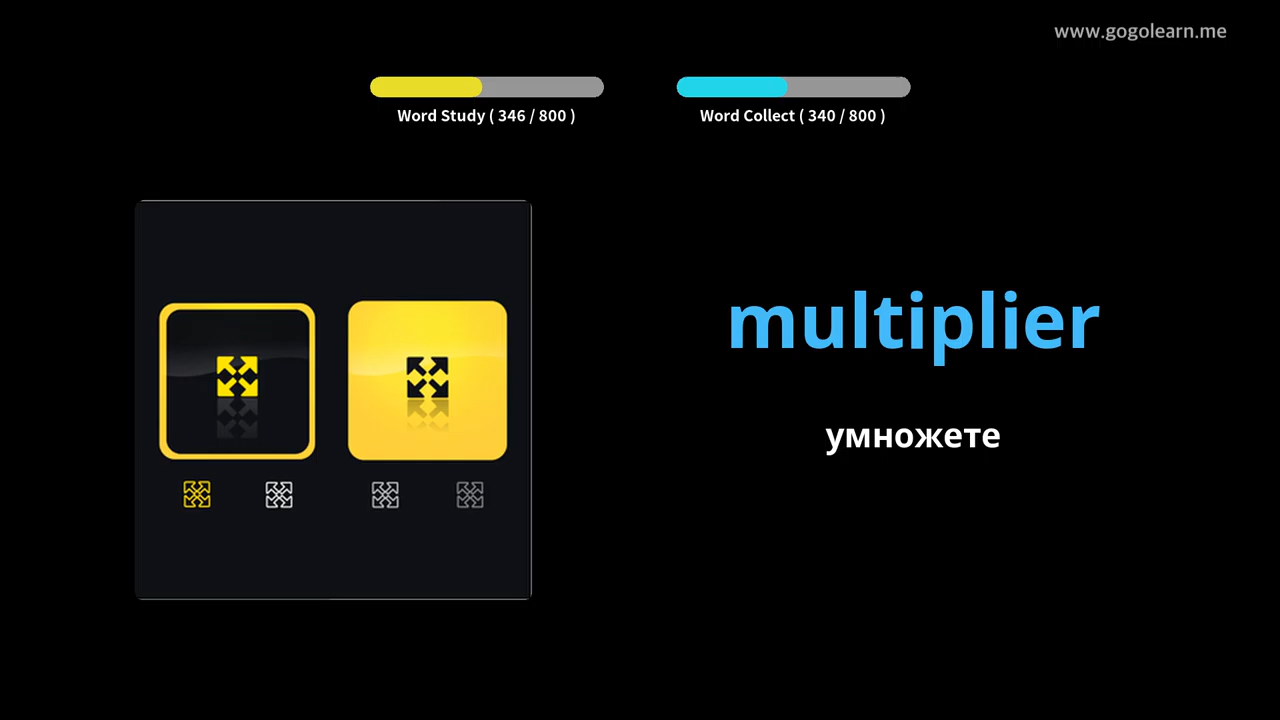 www.gogolearn.me
Word Study ( 346 / 800 )
Word Collect ( 340 / 800 )
multiplier
умножете